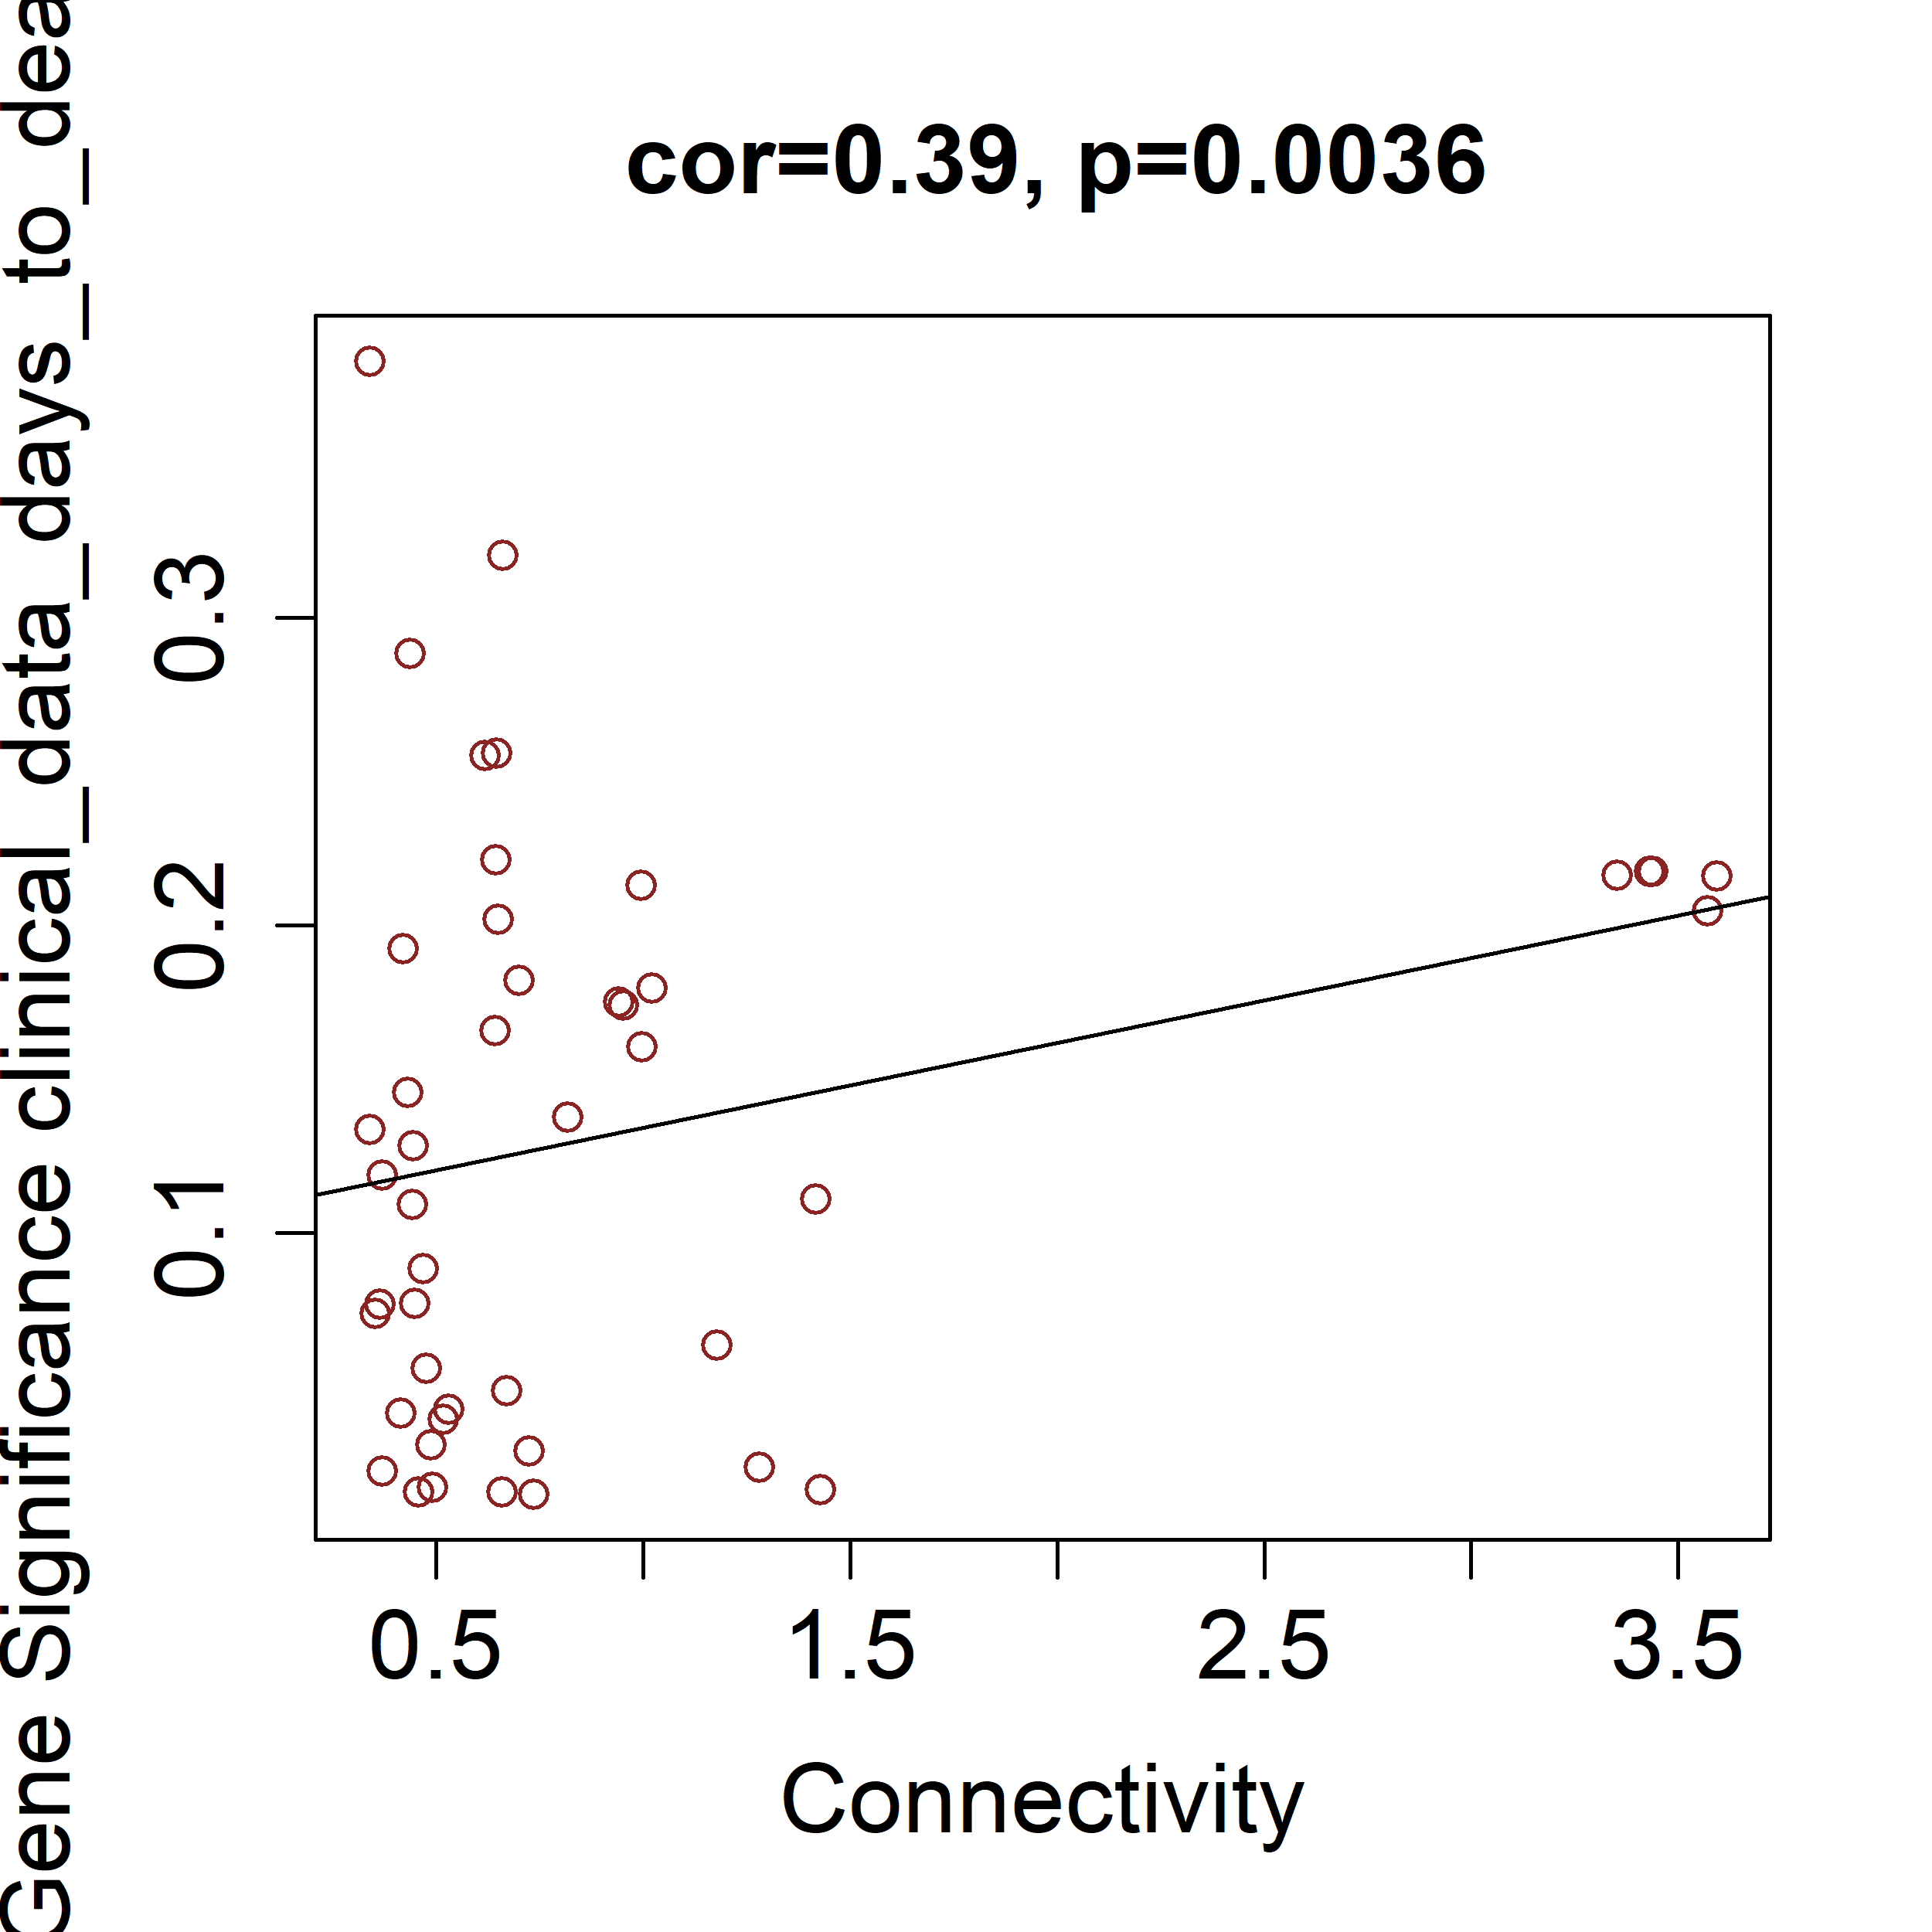 cor=0.39, p=0.0036
Gene Significance clinical_data_days_to_dea
0.3
0.2
0.1
0.5 1.5 2.5 3.5
Connectivity